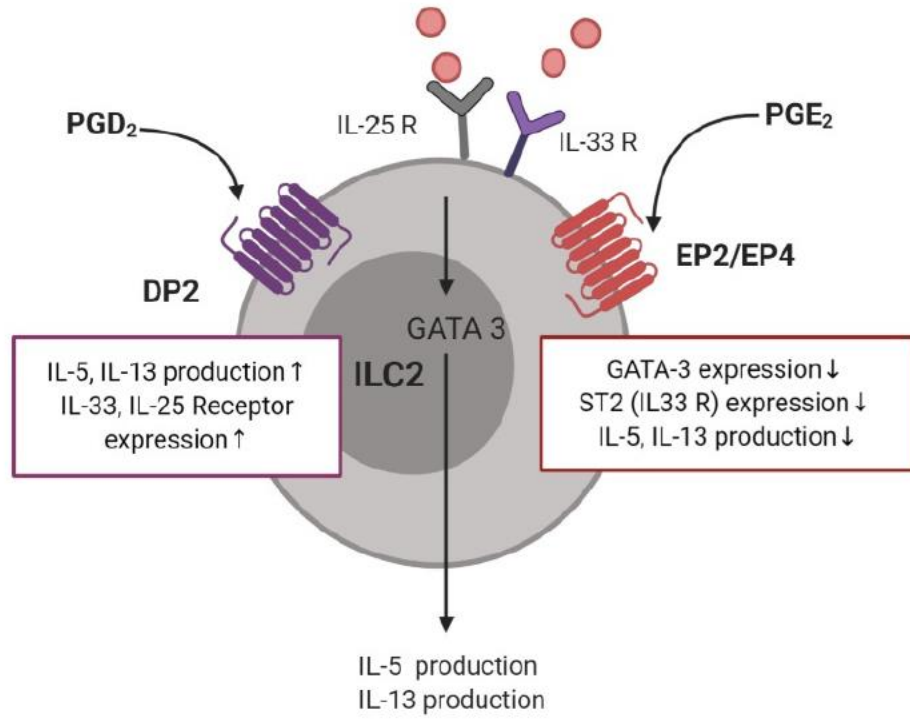 IL-25 R
IL-33 R
PGD₂
PGE₂
DP2
EP2/EP4
GATA 3
ILC2
IL-5, IL-13 production ↑
IL-33, IL-25 Receptor
expression ↑
GATA-3 expression ↓
ST2 (IL33 R) expression ↓
IL-5, IL-13 production ↓
IL-5 production
IL-13 production